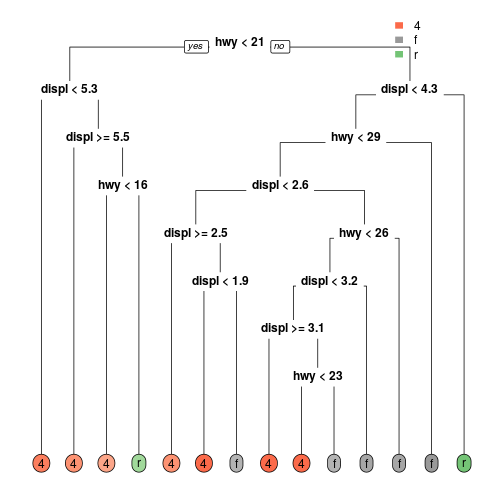 4
f
r
yes hwy < 21 no
displ < 5.3
displ < 4.3
displ >= 5.5
hwy < 29
hwy < 16
displ < 2.6
displ >= 2.5
hwy < 26
displ < 1.9
displ < 3.2
displ >= 3.1
hwy < 23
4 4 4 r 4 4 f 4 4 f f f f r